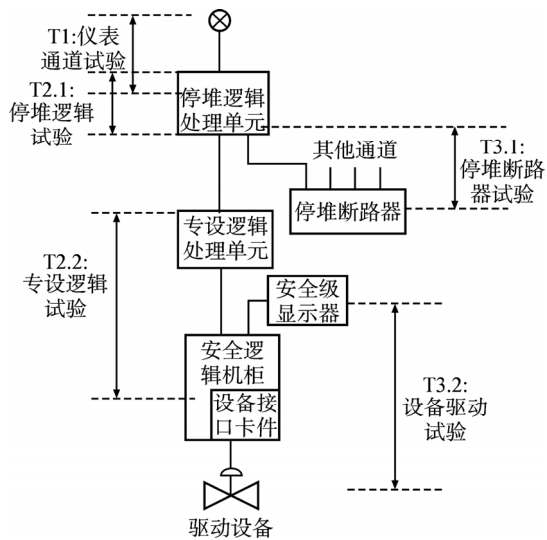 T1:仪表
通道试验
T2.1:
停堆逻辑
试验
停堆逻辑
处理单元
其他通道
T3.1:
停堆断路
器试验
停堆断路器
专设逻辑
处理单元
T2.2:
专设逻辑
试验
安全级
显示器
安全逻
辑机柜
设备接
口卡件
T3.2:
设备驱动
试验
驱动设备